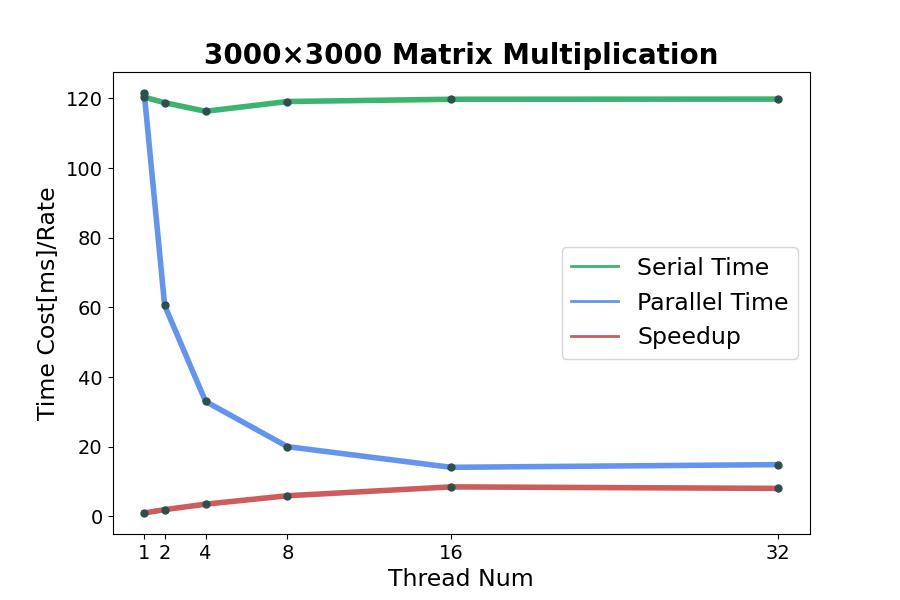 3000×3000 Matrix Multiplication
Time Cost[ms]/Rate
120
100
80
60
40
20
0
Serial Time
Parallel Time
Speedup
1 2 4 8 16 32
Thread Num